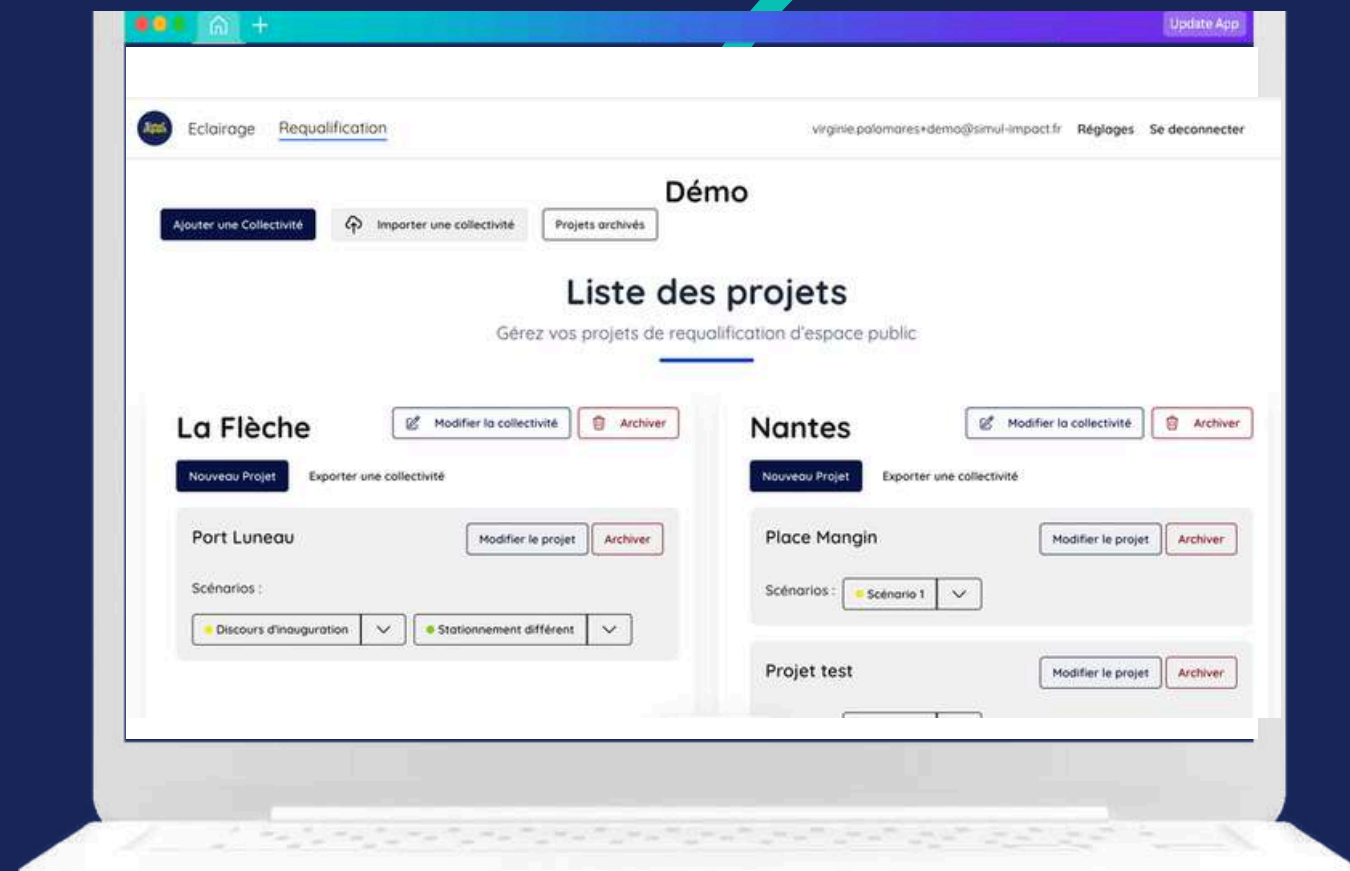 Update App
Eclairage Requalification virginie.palomares+demo@simul-impact.fr Réglages Se deconnecter
Démo
Ajouter une Collectivité Importer une collectivité Projets archivés
Liste des projets
Gérez vos projets de requalification d'espace public
La Flèche Modifier la collectivité Archiver
Nouveau Projet Exporter une collectivité
Port Luneau Modifier le projet Archiver
Scénarios :
Discours d'inauguration Stationnement différent
Nantes Modifier la collectivité Archiver
Nouveau Projet Exporter une collectivité
Place Mangin Modifier le projet Archiver
Scénarios : Scénario 1
Projet test Modifier le projet Archiver